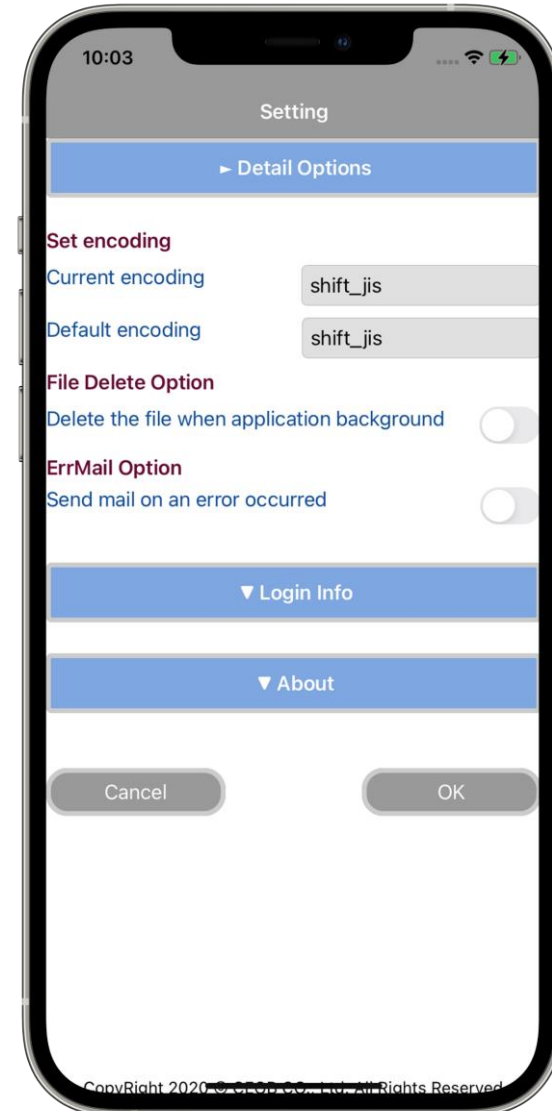 10:03
Setting
► Detail Options
Set encoding
Current encoding shift_jis
Default encoding shift_jis
File Delete Option
Delete the file when application background
ErrMail Option
Send mail on an error occurred
▼ Login Info
▼ About
Cancel OK
CopyRight 2020 © CO., Ltd. All Rights Reserved